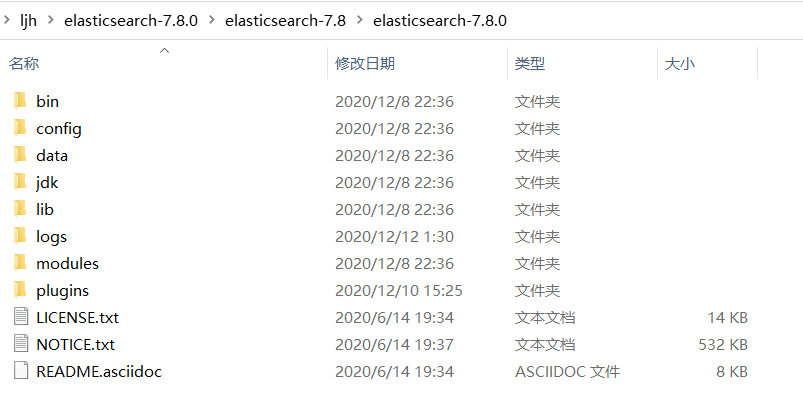 ljh > elasticsearch-7.8.0 > elasticsearch-7.8 > elasticsearch-7.8.0
名称 修改日期 类型 大小
bin 2020/12/8 22:36 文件夹
config 2020/12/8 22:36 文件夹
data 2020/12/8 22:36 文件夹
jdk 2020/12/8 22:36 文件夹
lib 2020/12/8 22:36 文件夹
logs 2020/12/12 1:30 文件夹
modules 2020/12/8 22:36 文件夹
plugins 2020/12/10 15:25 文件夹
LICENSE.txt 2020/6/14 19:34 文本文档 14 KB
NOTICE.txt 2020/6/14 19:37 文本文档 532 KB
README.asciidoc 2020/6/14 19:34 ASCIIDOC 文件 8 KB